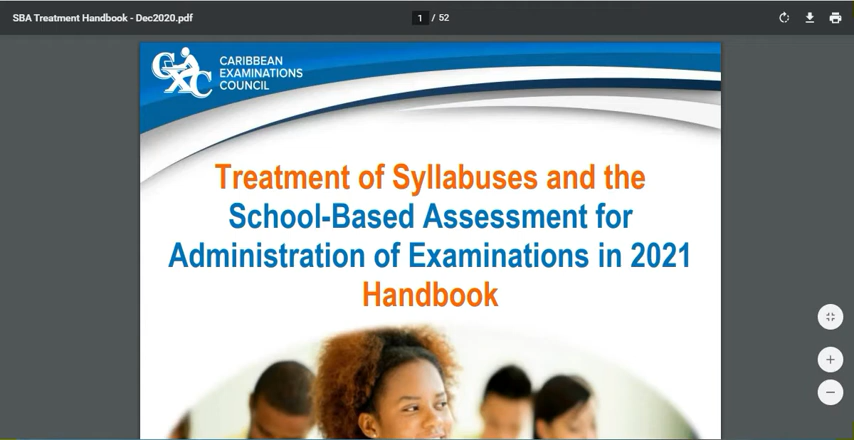 SBA Treatment Handbook - Dec2020.pdf
1 / 52
CXC
CARIBBEAN
EXAMINATIONS
COUNCIL
Treatment of Syllabuses and the
School-Based Assessment for
Administration of Examinations in 2021
Handbook